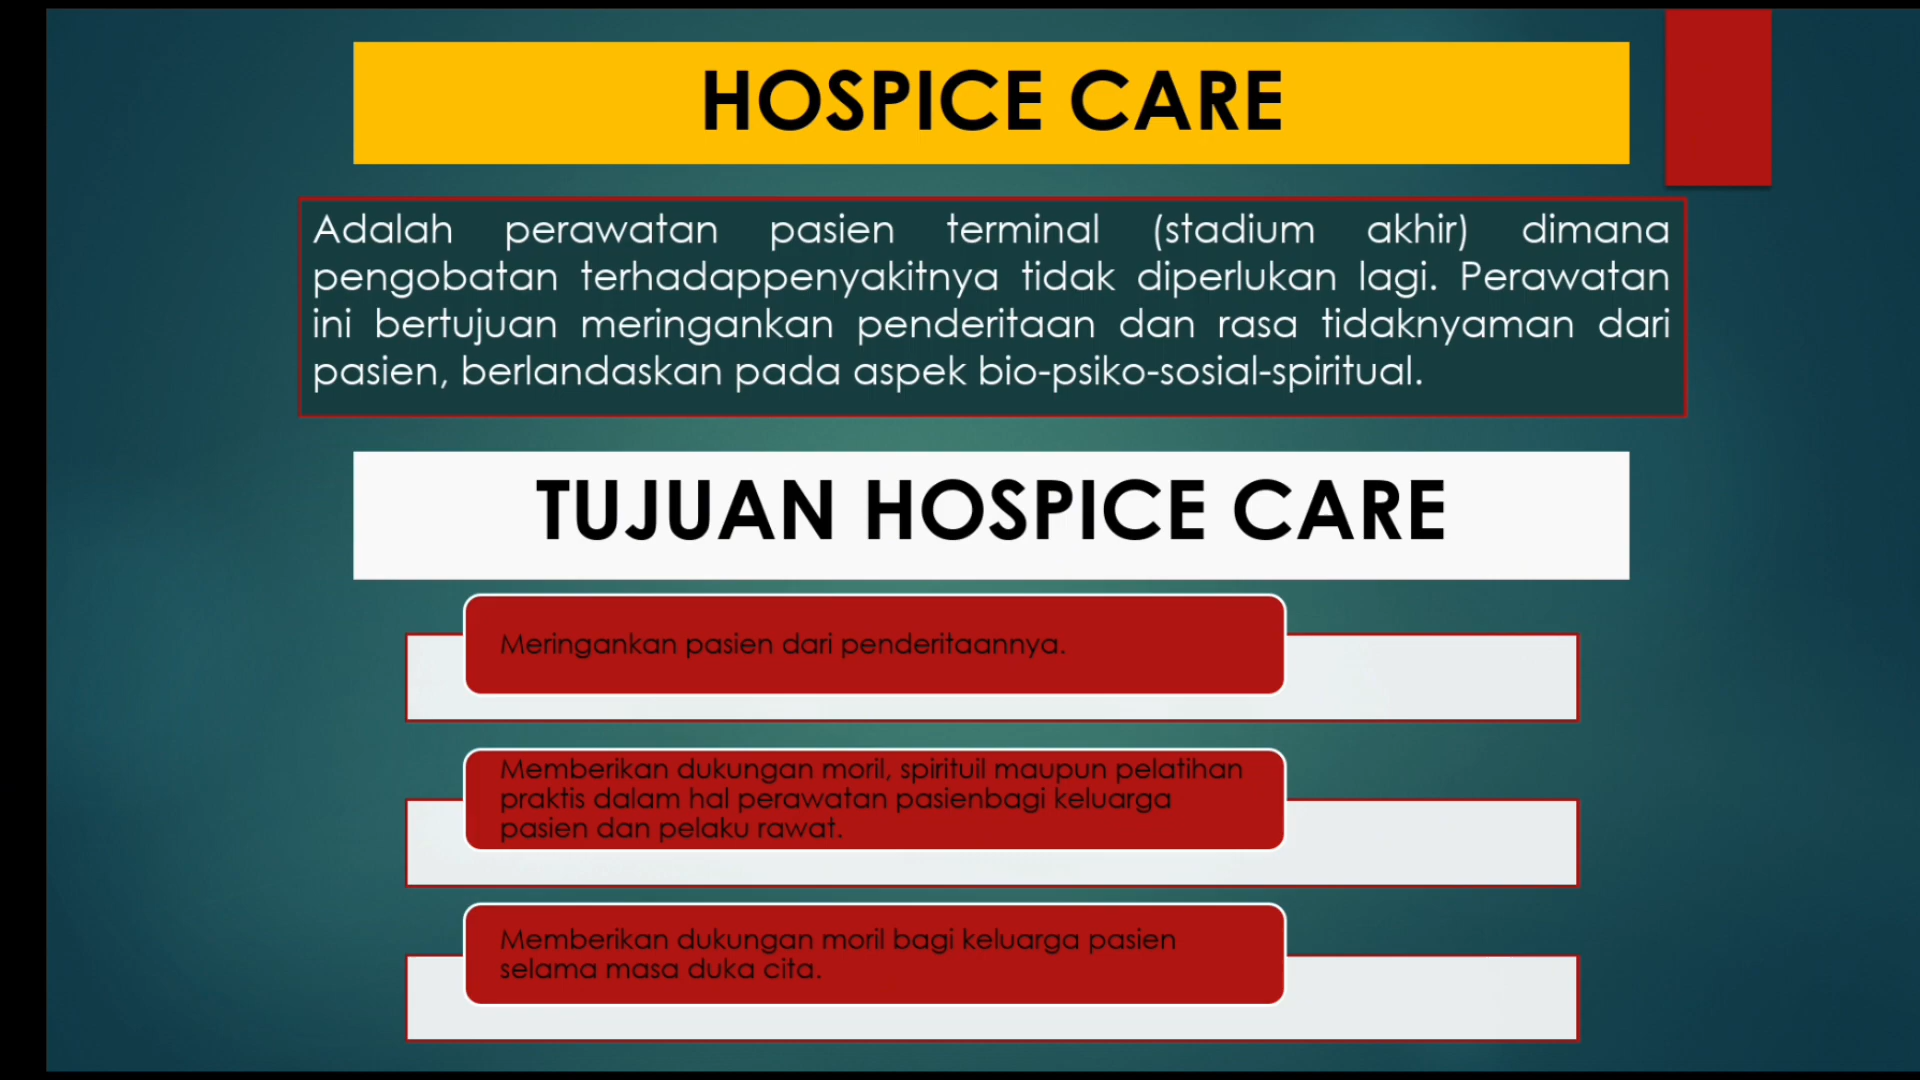 HOSPICE CARE
Adalah perawatan pasien terminal (stadium akhir) dimana
pengobatan terhadappenyakitnya tidak diperlukan lagi. Perawatan
ini bertujuan meringankan penderitaan dan rasa tidaknyaman dari
pasien, berlandaskan pada aspek bio-psiko-sosial-spiritual.
TUJUAN HOSPICE CARE
Meringankan pasien dari penderitaannya.
Memberikan dukungan moril, spirituil maupun pelatihan
praktis dalam hal perawatan pasienbagi keluarga
pasien dan pelaku rawat.
Memberikan dukungan moril bagi keluarga pasien
selama masa duka cita.